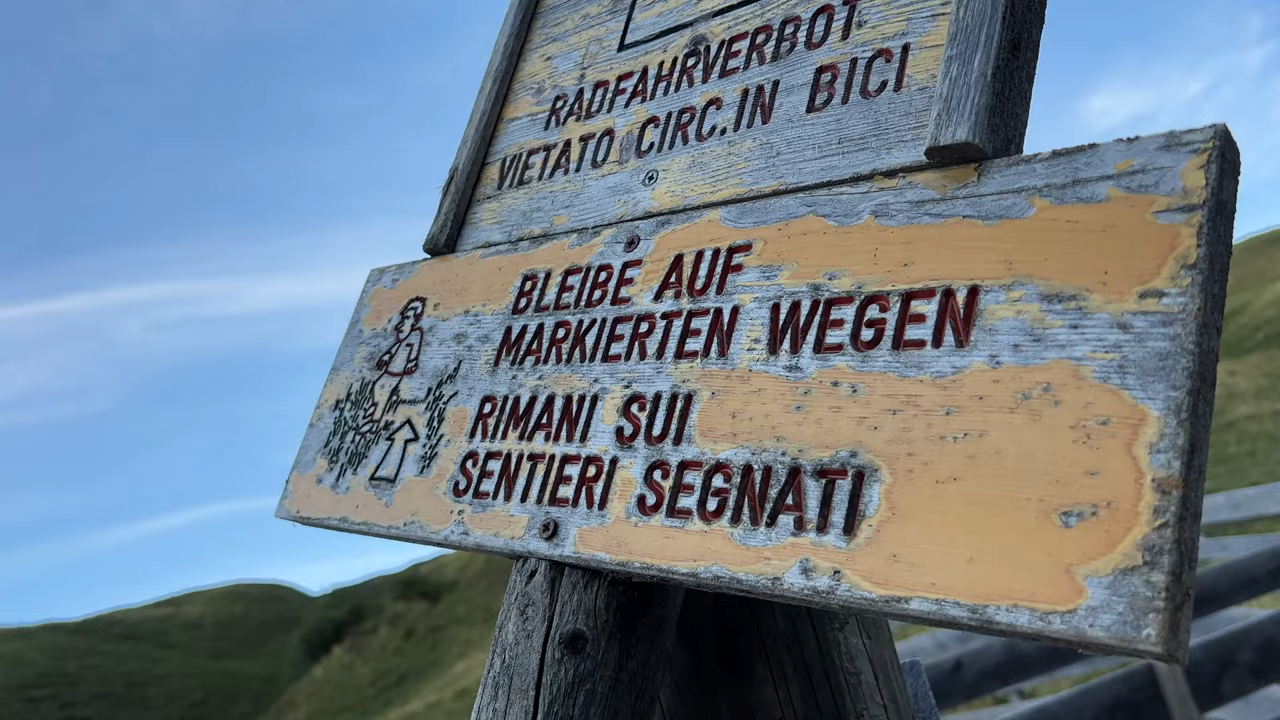 RADFAHRVERBOT
VIETATO CIRC.IN BICI
BLEIBE AUF
MARKIERTEN WEGEN
RIMANI SUI
SENTIERI SEGNATI